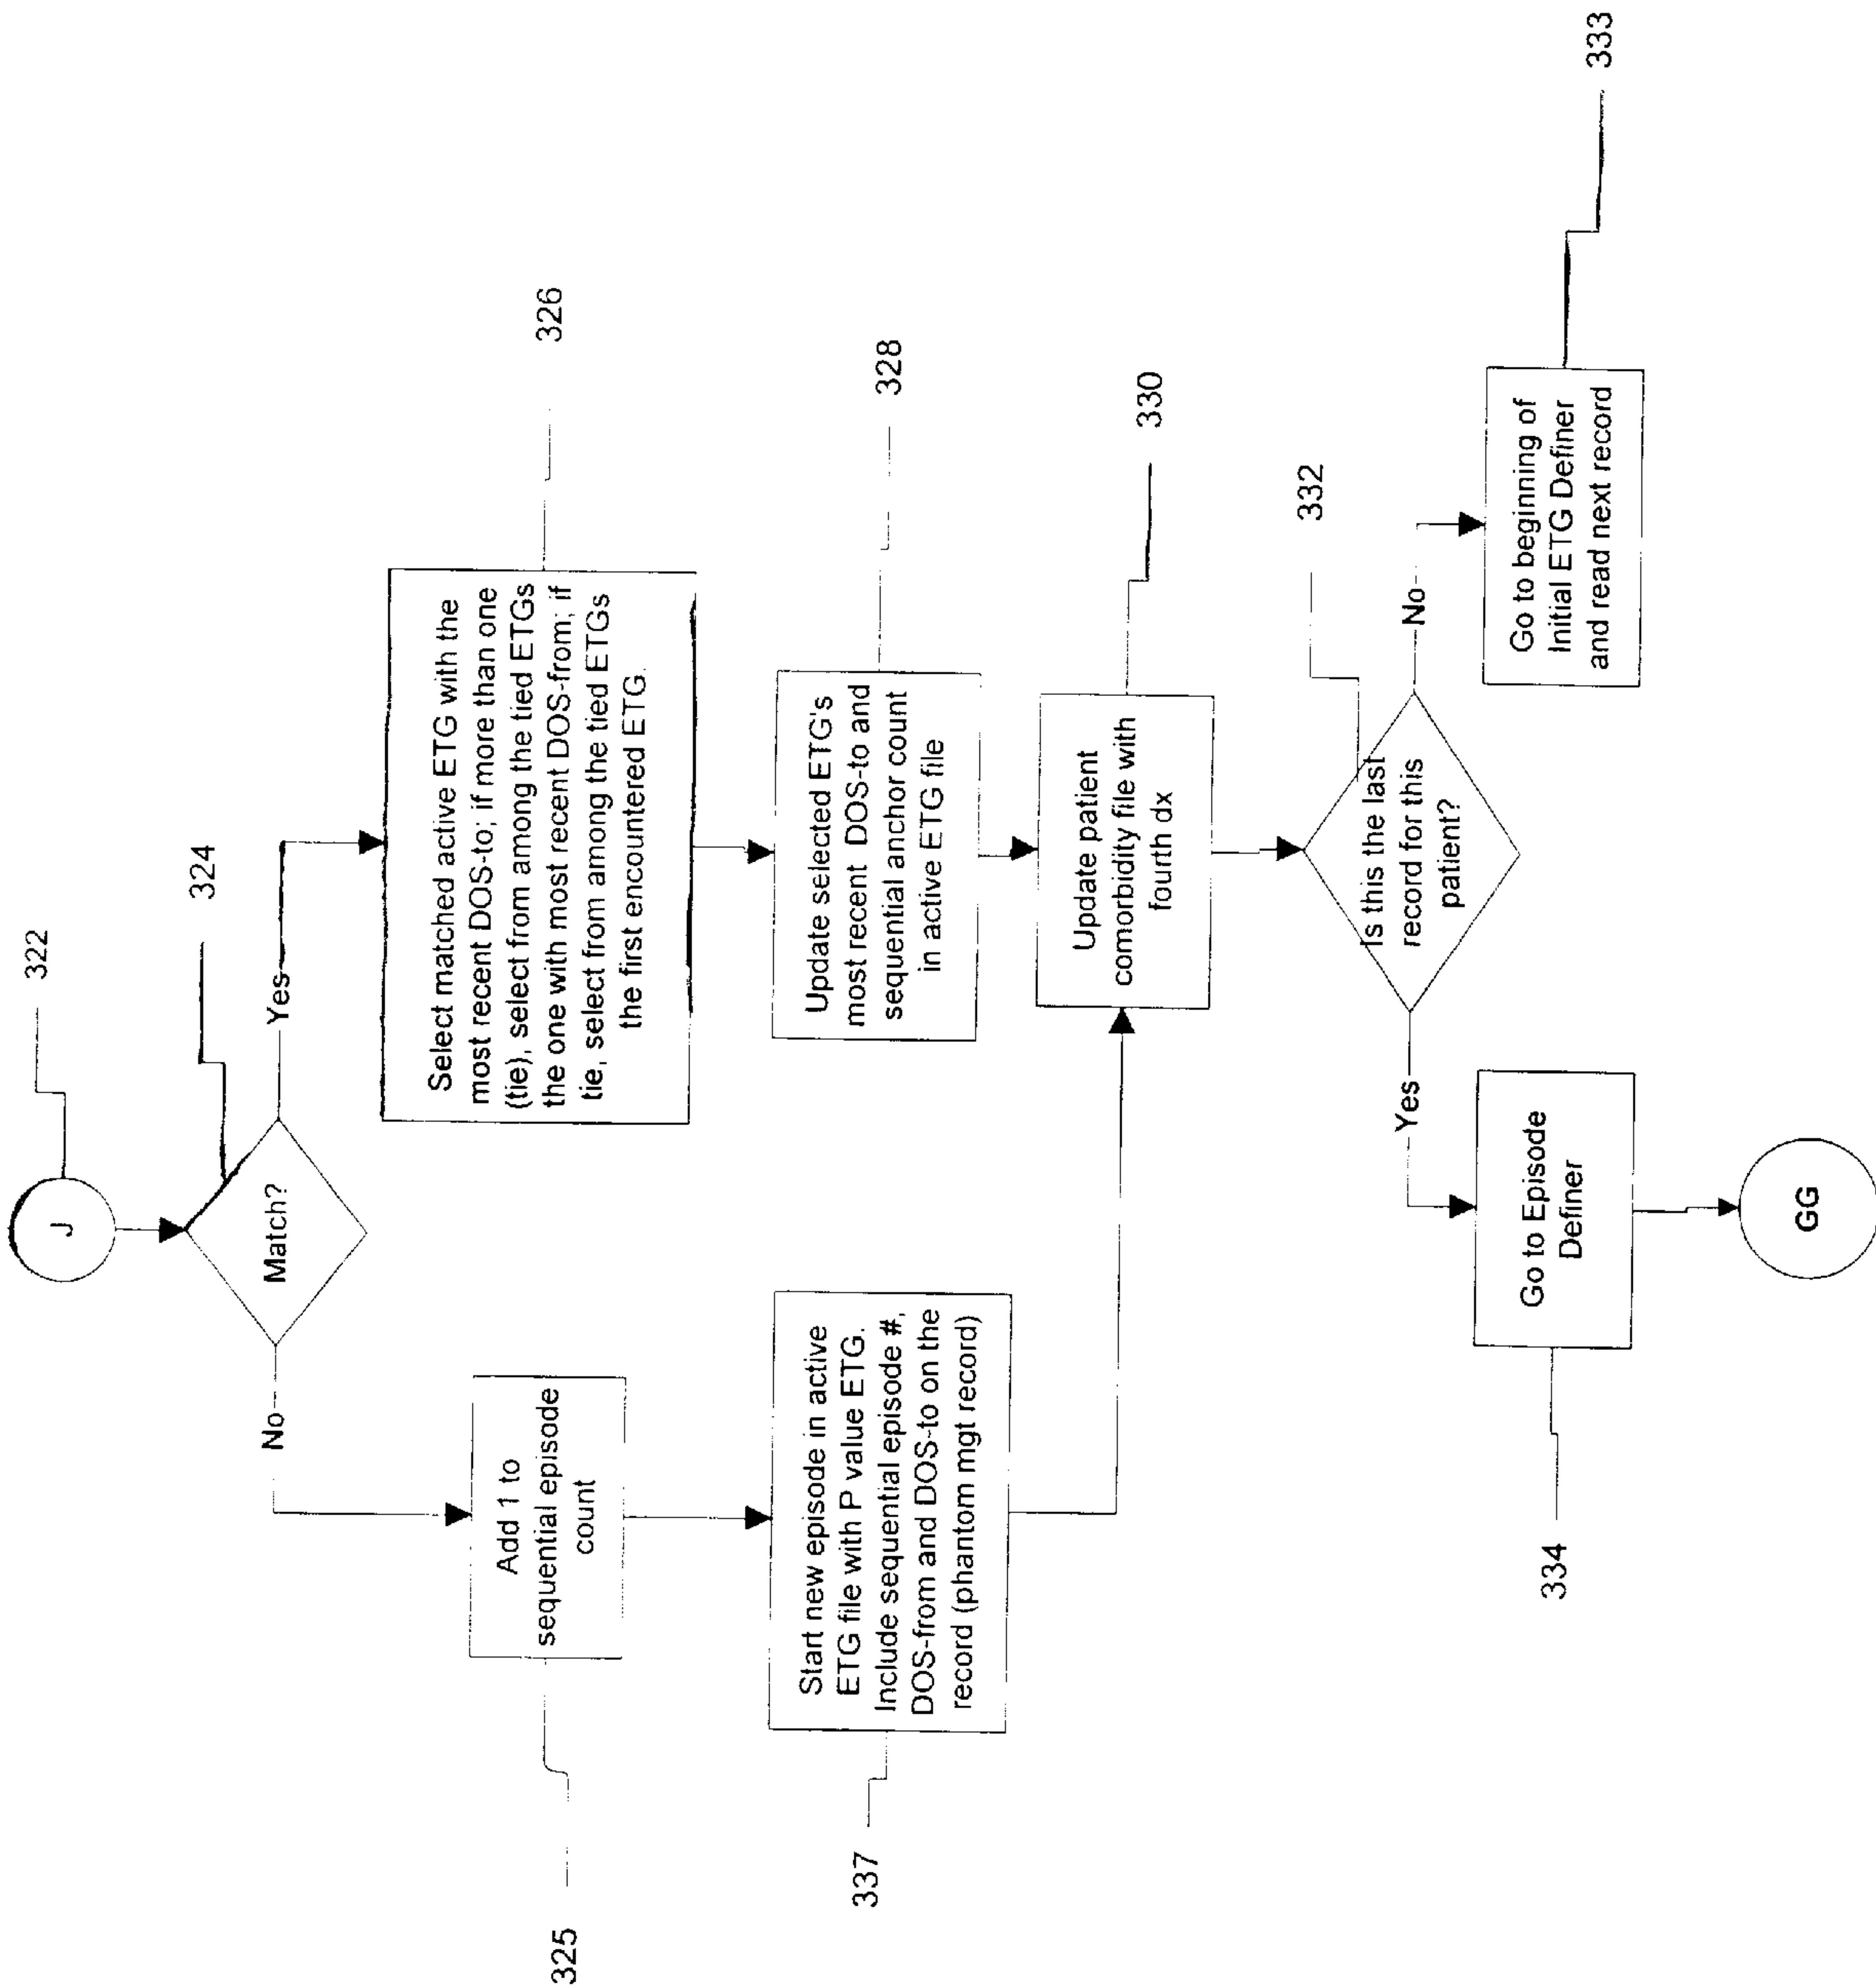 J
322
Match?
324
No
Yes
Add 1 to
sequential episode
count
325
Select matched active ETG with the
most recent DOS-to; if more than one
(tie), select from among the tied ETGs
the one with most recent DOS-from; if
tie, select from among the tied ETGs
the first encountered ETG.
326
Start new episode in active
ETG file with P value ETG.
Include sequential episode #,
DOS-from and DOS-to on the
record (phantom mgt record)
337
Update selected ETG's
most recent DOS-to and
sequential anchor count
in active ETG file
328
Update patient
comorbidity file with
fourth dx
330
Is this the last
record for this
patient?
332
Yes
No
Go to Episode
Definer
334
Go to beginning of
Initial ETG Definer
and read next record
333
GG